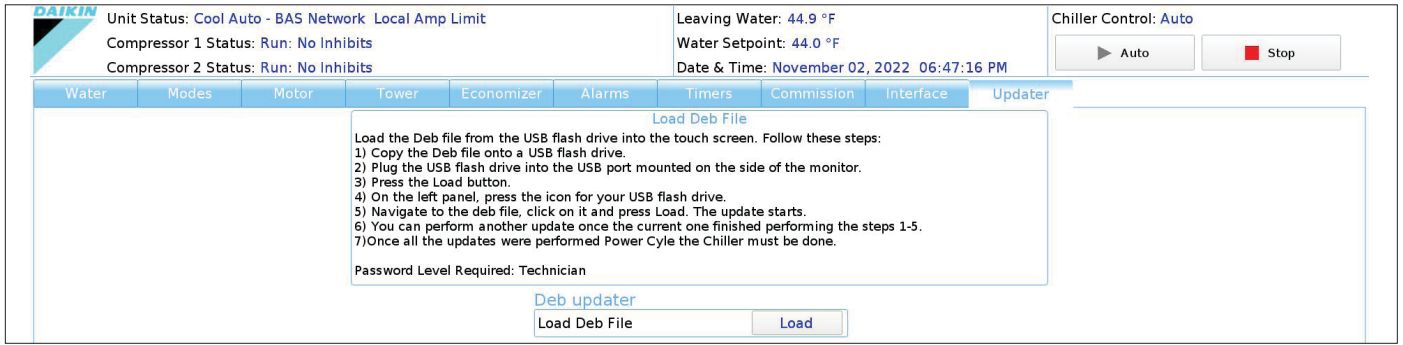 DAIKIN
Unit Status: Cool Auto - BAS Network Local Amp Limit
Compressor 1 Status: Run: No Inhibits
Compressor 2 Status: Run: No Inhibits
Leaving Water: 44.9 °F
Water Setpoint: 44.0 °F
Date & Time: November 02, 2022 06:47:16 PM
Chiller Control: Auto
Auto Stop
Water Modes Motor Tower Economizer Alarms Timers Commission Interface Updater
Load Deb File
Load the Deb file from the USB flash drive into the touch screen. Follow these steps:
1) Copy the Deb file onto a USB flash drive.
2) Plug the USB flash drive into the USB port mounted on the side of the monitor.
3) Press the Load button.
4) On the left panel, press the icon for your USB flash drive.
5) Navigate to the deb file, click on it and press Load. The update starts.
6) You can perform another update once the current one finished performing the steps 1-5.
7)Once all the updates were performed Power Cyle the Chiller must be done.
Password Level Required: Technician
Deb updater
Load Deb File Load